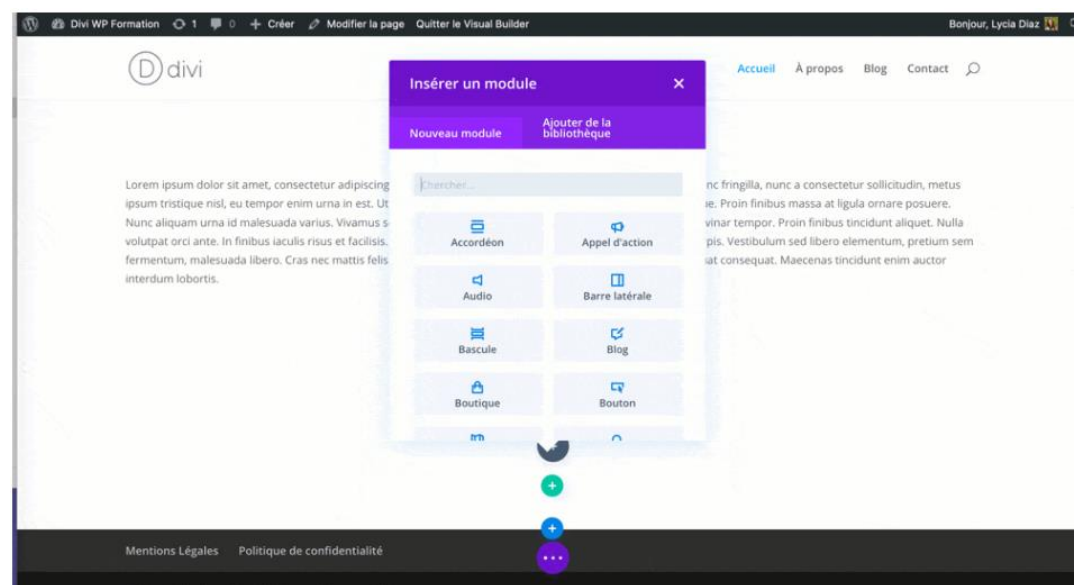 Divi WP Formation 1 0 + Créer Modifier la page Quitter le Visual Builder Bonjour, Lycia Diaz
D divi
Accueil À propos Blog Contact
Insérer un module
Nouveau module
Ajouter de la
bibliothèque
Chercher...
Accordéon Appel d'action
Audio Barre latérale
Bascule Blog
Boutique Bouton
Lorem ipsum dolor sit amet, consectetur adipiscing
ipsum tristique nisl, eu tempor enim urna in est. Ut
Nunc aliquam urna id malesuada varius. Vivamus
volutpat orci ante. In finibus iaculis risus et facilisis.
fermentum, malesuada libero. Cras nec mattis felis
interdum lobortis.
fringilla, nunc a consectetur sollicitudin, metus
Proin finibus massa at ligula ornare posuere.
tempor. Proin finibus tincidunt aliquet. Nulla
Vestibulum sed libero elementum, pretium sem
consequat. Maecenas tincidunt enim auctor
Mentions Légales Politique de confidentialité